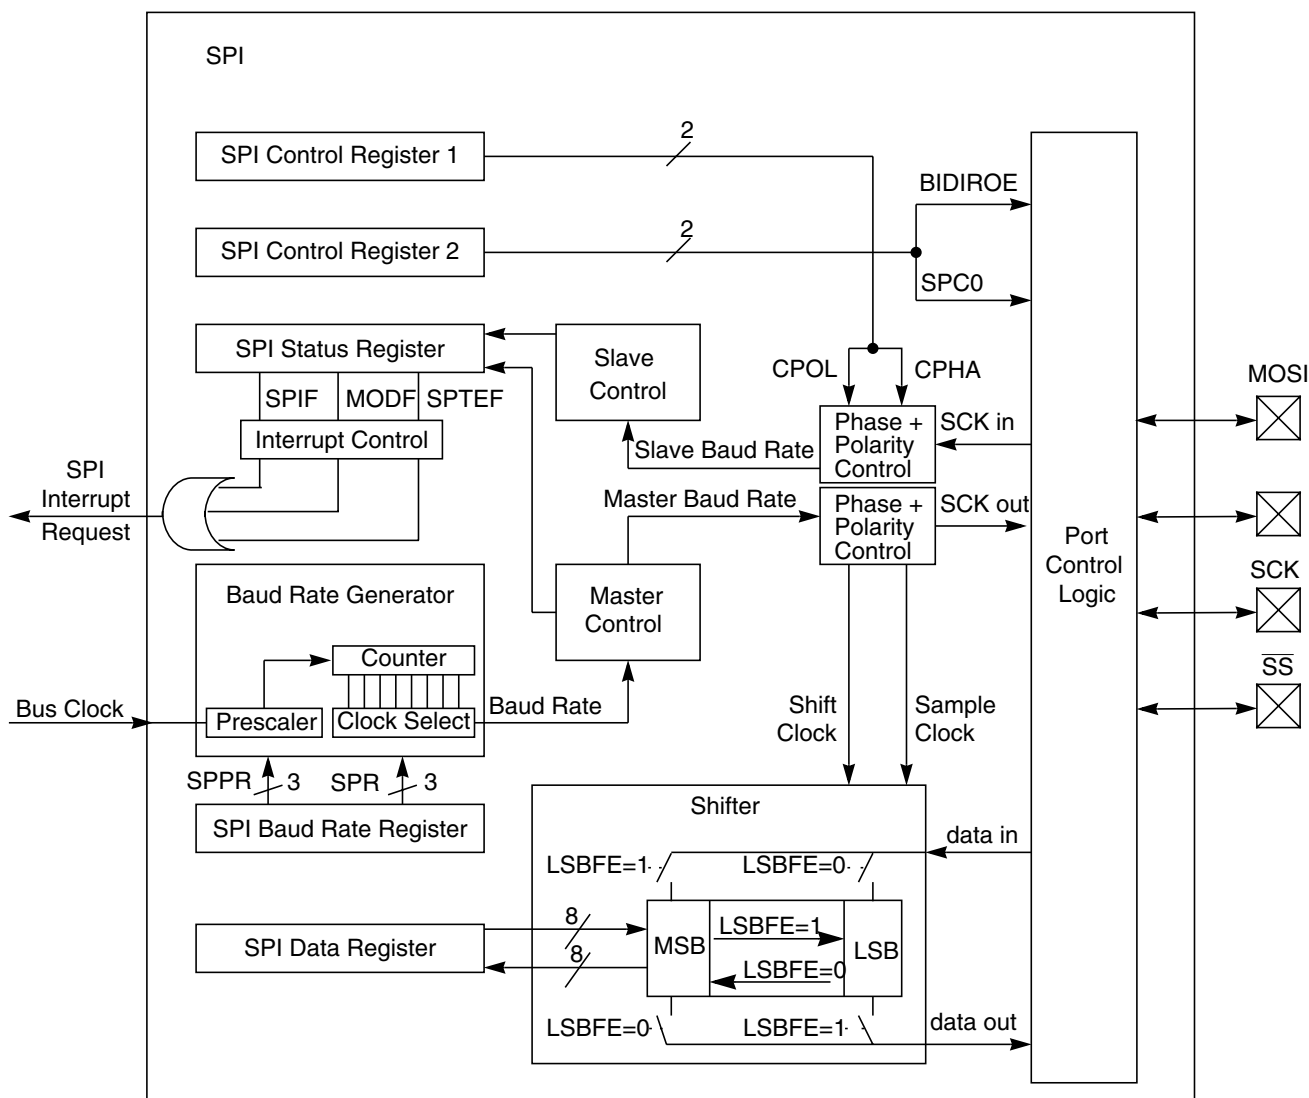 SPI
SPI Control Register 1
2
BIDIROE
SPI Control Register 2
2
SPC0
SPI Status Register
Slave
Control
CPOL
CPHA
MOSI
SPIF
MODF
SPTEF
Interrupt Control
Phase +
Polarity
Control
SCK in
Slave Baud Rate
SPI
Interrupt
Request
Master Baud Rate
Phase +
Polarity
Control
SCK out
Port
Control
Logic
SCK
Baud Rate Generator
Master
Control
Counter
SS
Bus Clock
Prescaler
Clock Select
Baud Rate
Shift
Clock
Sample
Clock
SPPR
3
SPR
3
SPI Baud Rate Register
Shifter
data in
LSBFE=1
LSBFE=0
SPI Data Register
8
8
MSB
LSBFE=1
LSBFE=0
LSB
LSBFE=0
LSBFE=1
data out